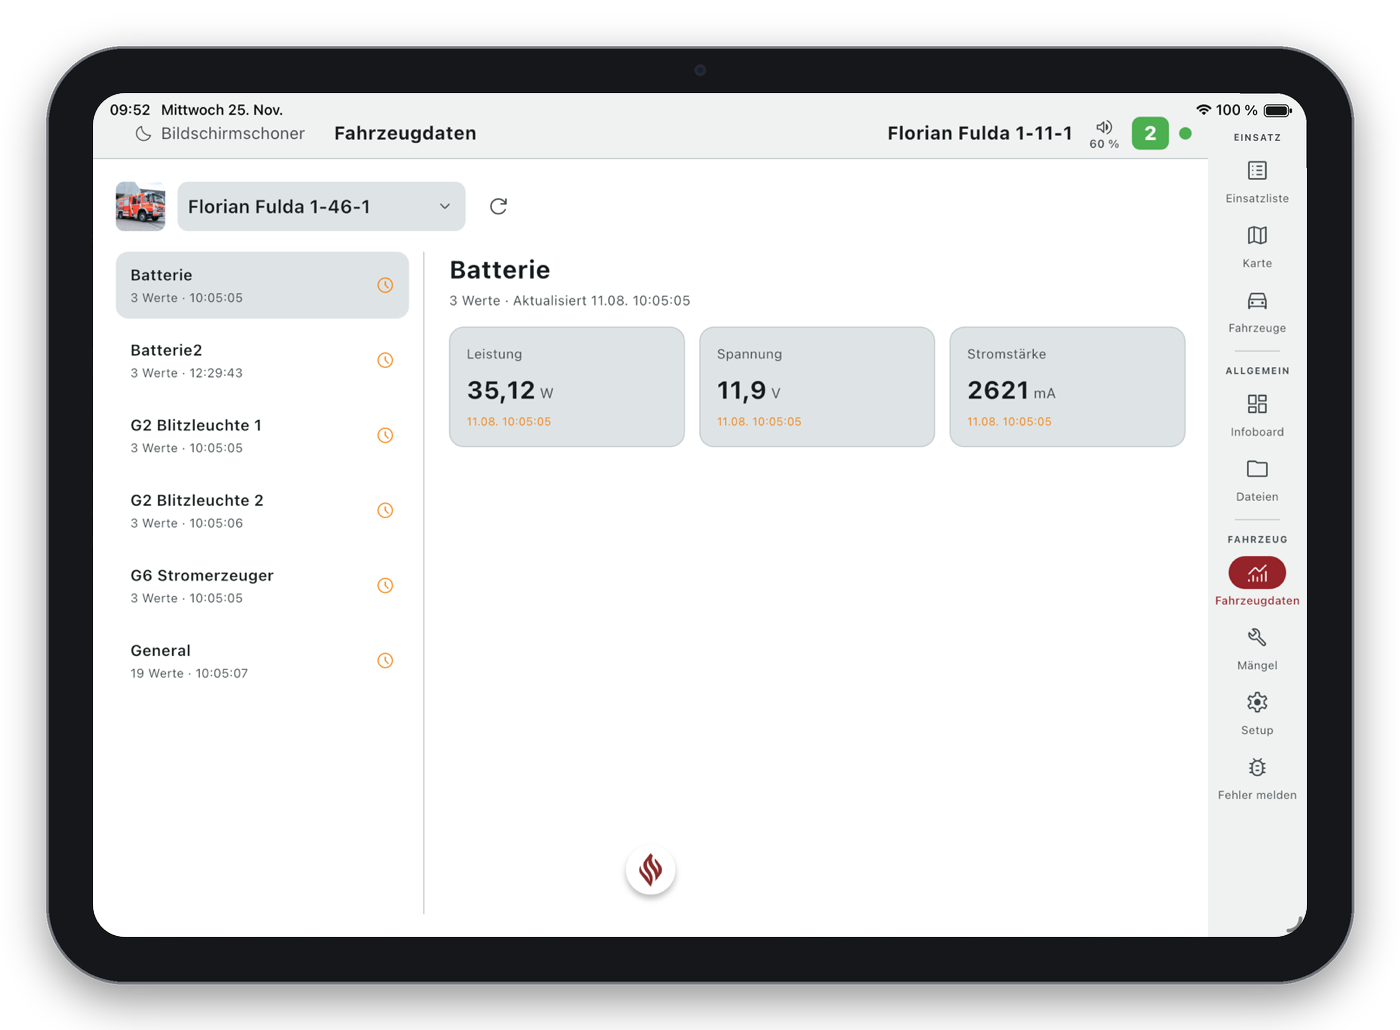 09:52 Mittwoch 25. Nov.
100 %
Bildschirmschoner
Fahrzeugdaten
Florian Fulda 1-11-1
60 %
2
Florian Fulda 1-46-1
Batterie
3 Werte · 10:05:05
Batterie2
3 Werte · 12:29:43
G2 Blitzleuchte 1
3 Werte · 10:05:05
G2 Blitzleuchte 2
3 Werte · 10:05:06
G6 Stromerzeuger
3 Werte · 10:05:05
General
19 Werte · 10:05:07
Batterie
3 Werte · Aktualisiert 11.08. 10:05:05
Leistung
35,12 W
11.08. 10:05:05
Spannung
11,9 V
11.08. 10:05:05
Stromstärke
2621 mA
11.08. 10:05:05
EINSATZ
Einsatzliste
Karte
Fahrzeuge
ALLGEMEIN
Infoboard
Dateien
FAHRZEUG
Fahrzeugdaten
Mängel
Setup
Fehler melden